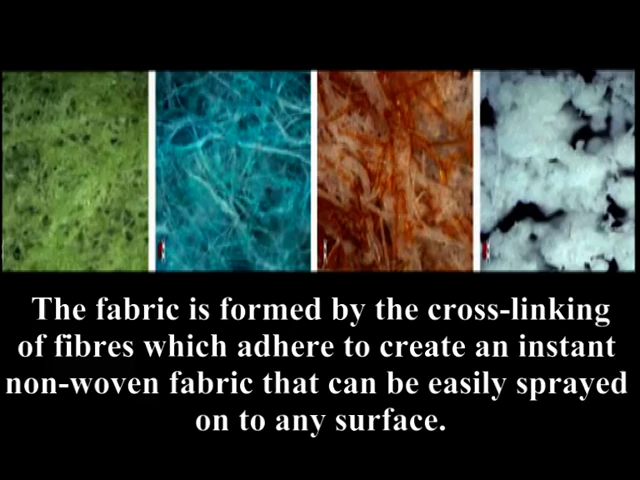 The fabric is formed by the cross-linking
of fibres which adhere to create an instant
non-woven fabric that can be easily sprayed
on to any surface.